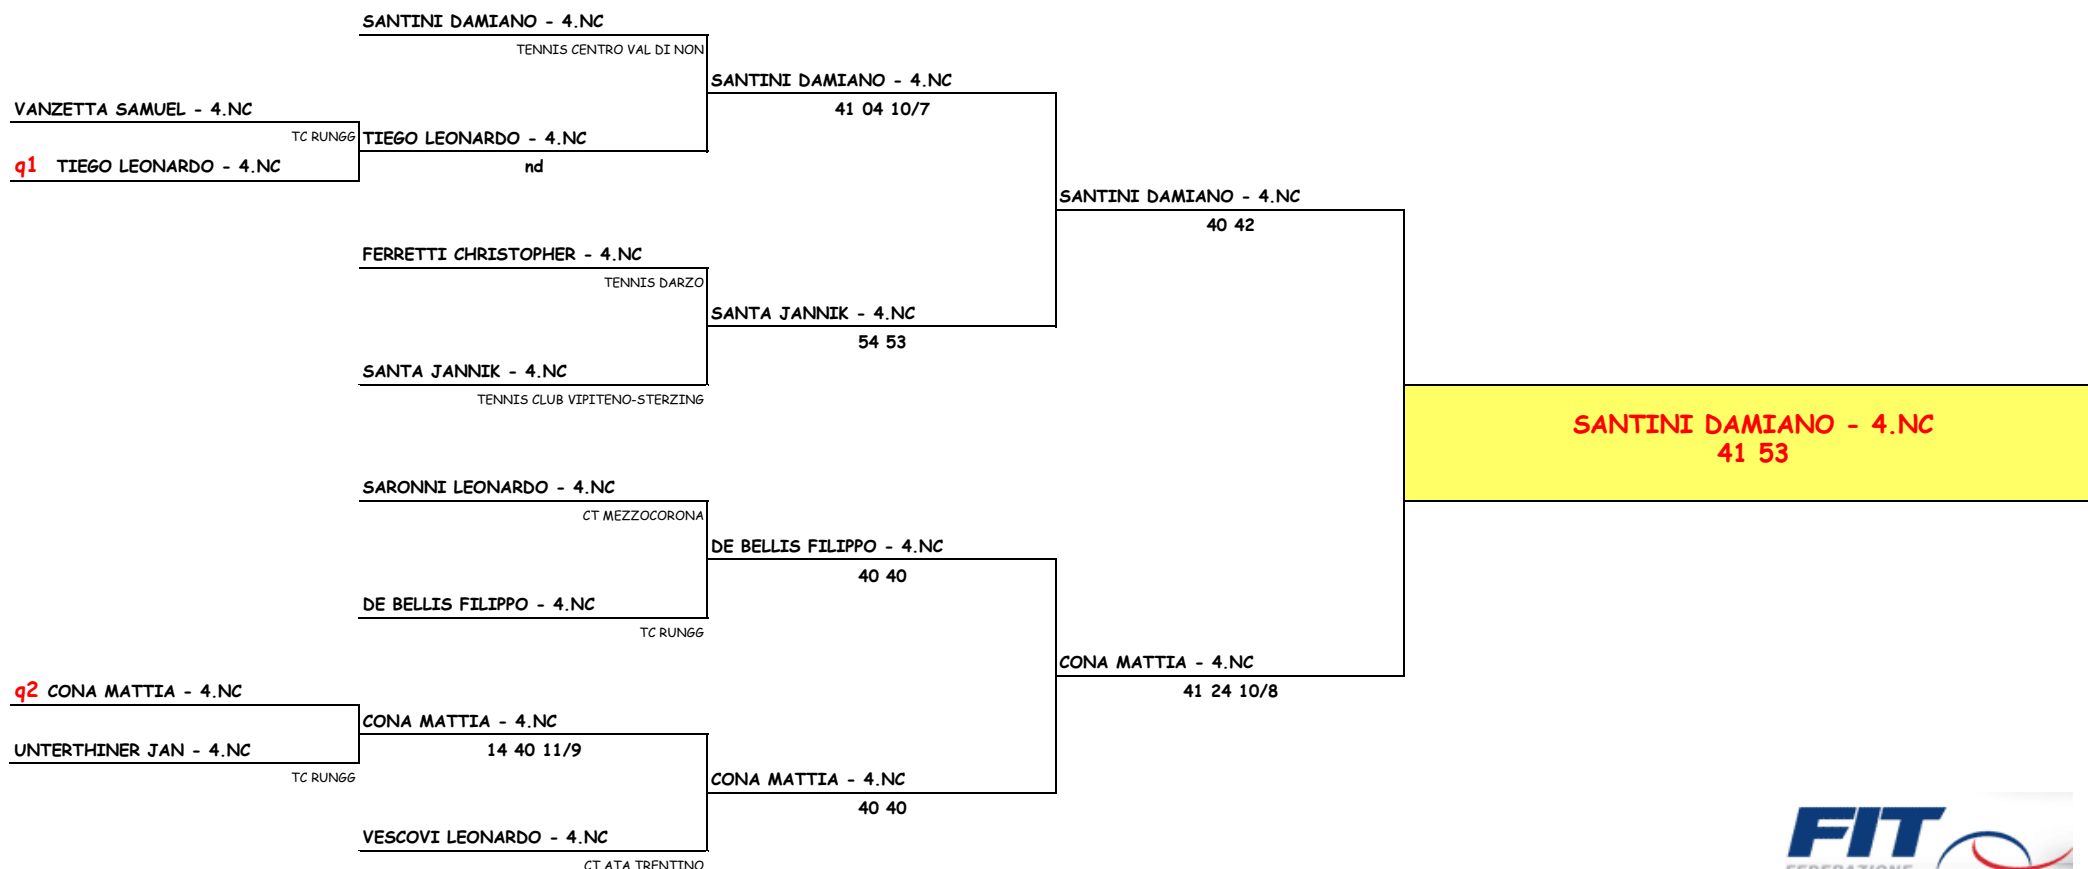 SANTINI DAMIANO - 4.NC
TENNIS CENTRO VAL DI NON
SANTINI DAMIANO - 4.NC
41 04 10/7
VANZETTA SAMUEL - 4.NC
TC RUNGG
TIEGO LEONARDO - 4.NC
nd
q1 TIEGO LEONARDO - 4.NC
SANTINI DAMIANO - 4.NC
40 42
FERRETTI CHRISTOPHER - 4.NC
TENNIS DARZO
SANTA JANNIK - 4.NC
54 53
SANTA JANNIK - 4.NC
TENNIS CLUB VIPITENO-STERZING
SANTINI DAMIANO - 4.NC
41 53
SARONNI LEONARDO - 4.NC
CT MEZZOCORONA
DE BELLIS FILIPPO - 4.NC
40 40
DE BELLIS FILIPPO - 4.NC
TC RUNGG
CONA MATTIA - 4.NC
41 24 10/8
q2 CONA MATTIA - 4.NC
CONA MATTIA - 4.NC
14 40 11/9
UNTERTHINER JAN - 4.NC
TC RUNGG
CONA MATTIA - 4.NC
40 40
VESCOVI LEONARDO - 4.NC
CT ATA TRENTINO
FIT
FEDERAZIONE